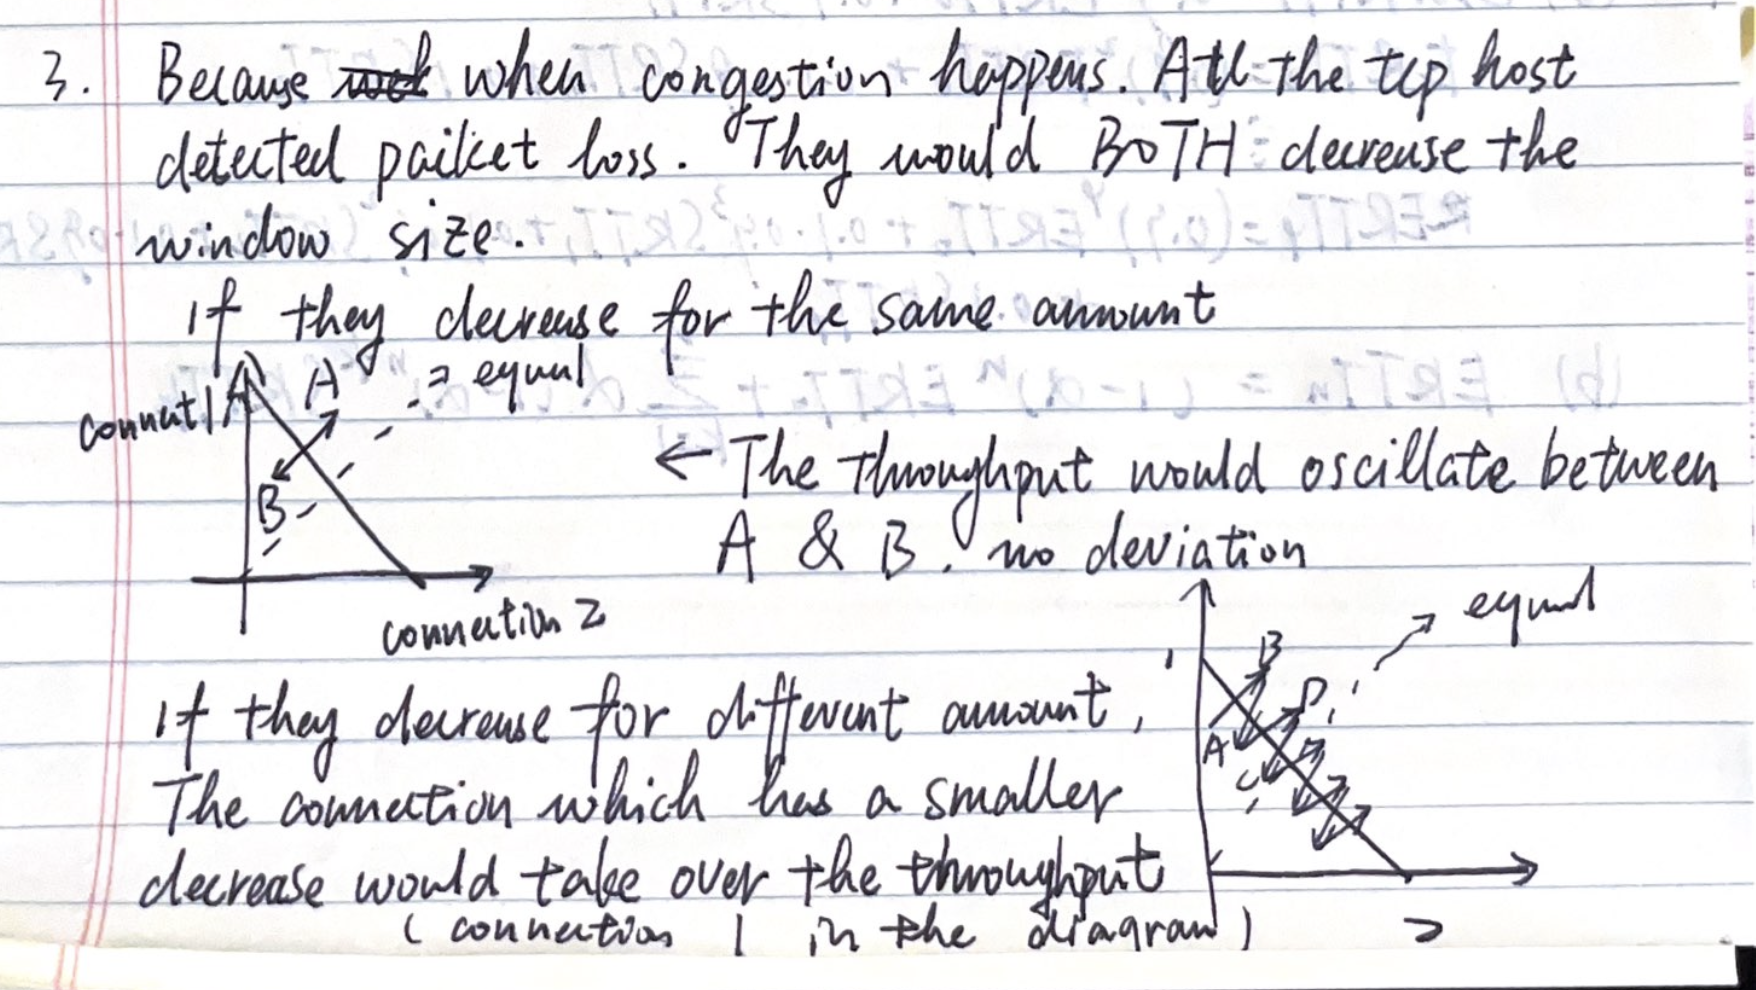 3. Because when congestion happens. All the tcp host
detected packet loss. They would BOTH decrease the
window size.
If they decrease for the same amount
A = equal
connect 1
B
← The throughput would oscillate between
A & B. no deviation
connection 2
equal
1 B
D
A
C
If they decrease for different amount,
The connection which has a smaller
decrease would take over the throughput
(connection 1 in the diagram) 2